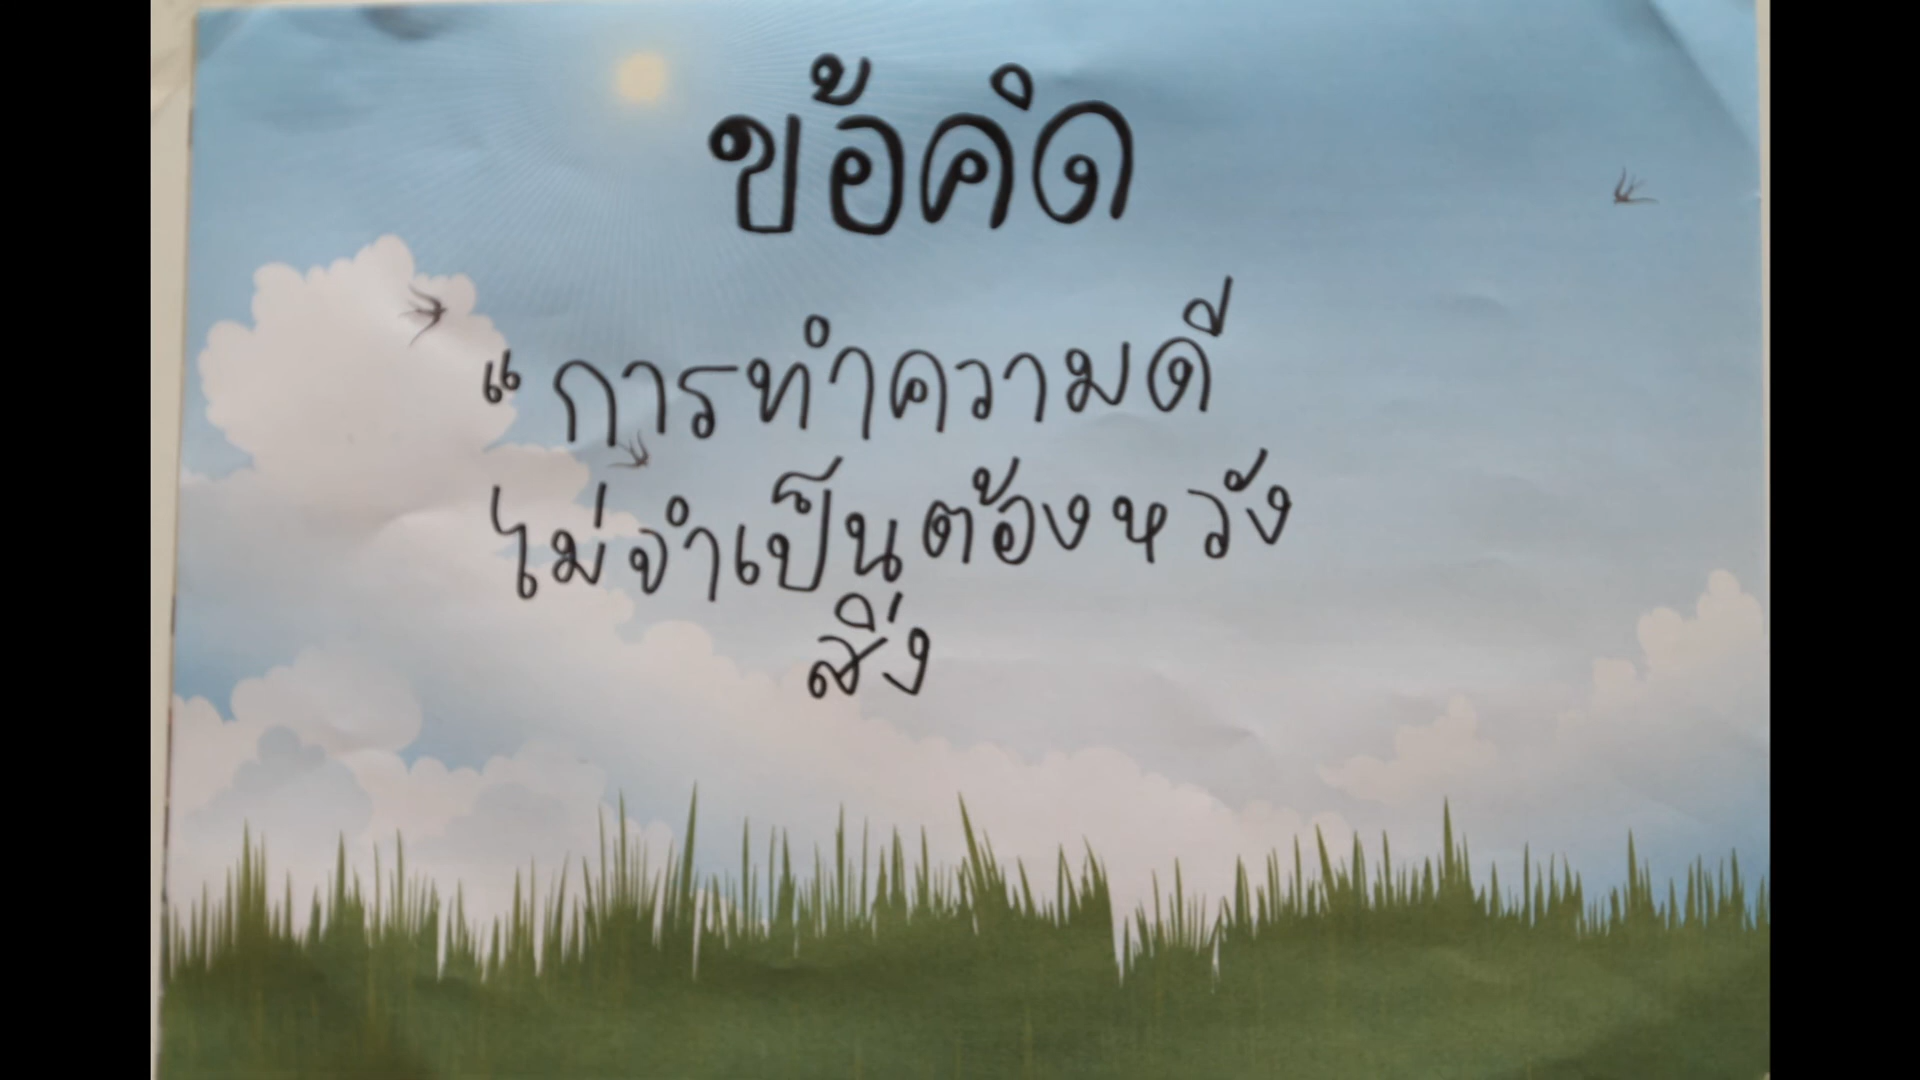 ข้อคิด
“ การทำความดี
ไม่จำเป็นต้องหวัง
สิ่ง